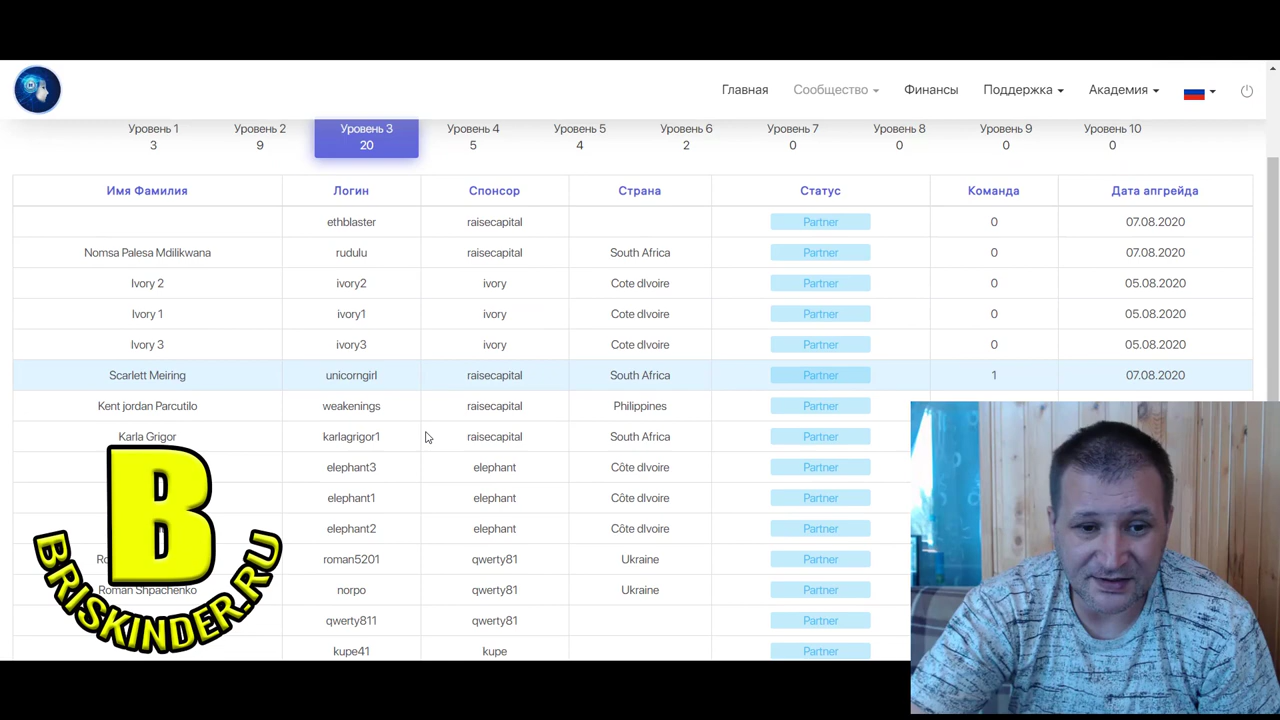 Главная Сообщество Финансы Поддержка Академия
Уровень 1 Уровень 2 Уровень 3 Уровень 4 Уровень 5 Уровень 6 Уровень 7 Уровень 8 Уровень 9 Уровень 10
3 9 20 5 4 2 0 0 0 0
Имя Фамилия Логин Спонсор Страна Статус Команда Дата апгрейда
ethblaster raisecapital Partner 0 07.08.2020
Nomsa Palesa Mdilikwana rudulu raisecapital South Africa Partner 0 07.08.2020
Ivory 2 ivory2 ivory Cote dIvoire Partner 0 05.08.2020
Ivory 1 ivory1 ivory Cote dIvoire Partner 0 05.08.2020
Ivory 3 ivory3 ivory Cote dIvoire Partner 0 05.08.2020
Scarlett Meiring unicorngirl raisecapital South Africa Partner 1 07.08.2020
Kent jordan Parcutilo weakenings raisecapital Philippines Partner
Karla Grigor karlagrigor1 raisecapital South Africa Partner
elephant3 elephant Côte dIvoire Partner
elephant1 elephant Côte dIvoire Partner
elephant2 elephant Côte dIvoire Partner
roman5201 qwerty81 Ukraine Partner
Roman Shpachenko norpo qwerty81 Ukraine Partner
qwerty811 qwerty81 Partner
kupe41 kupe Partner
B
BRISKINDER.RU